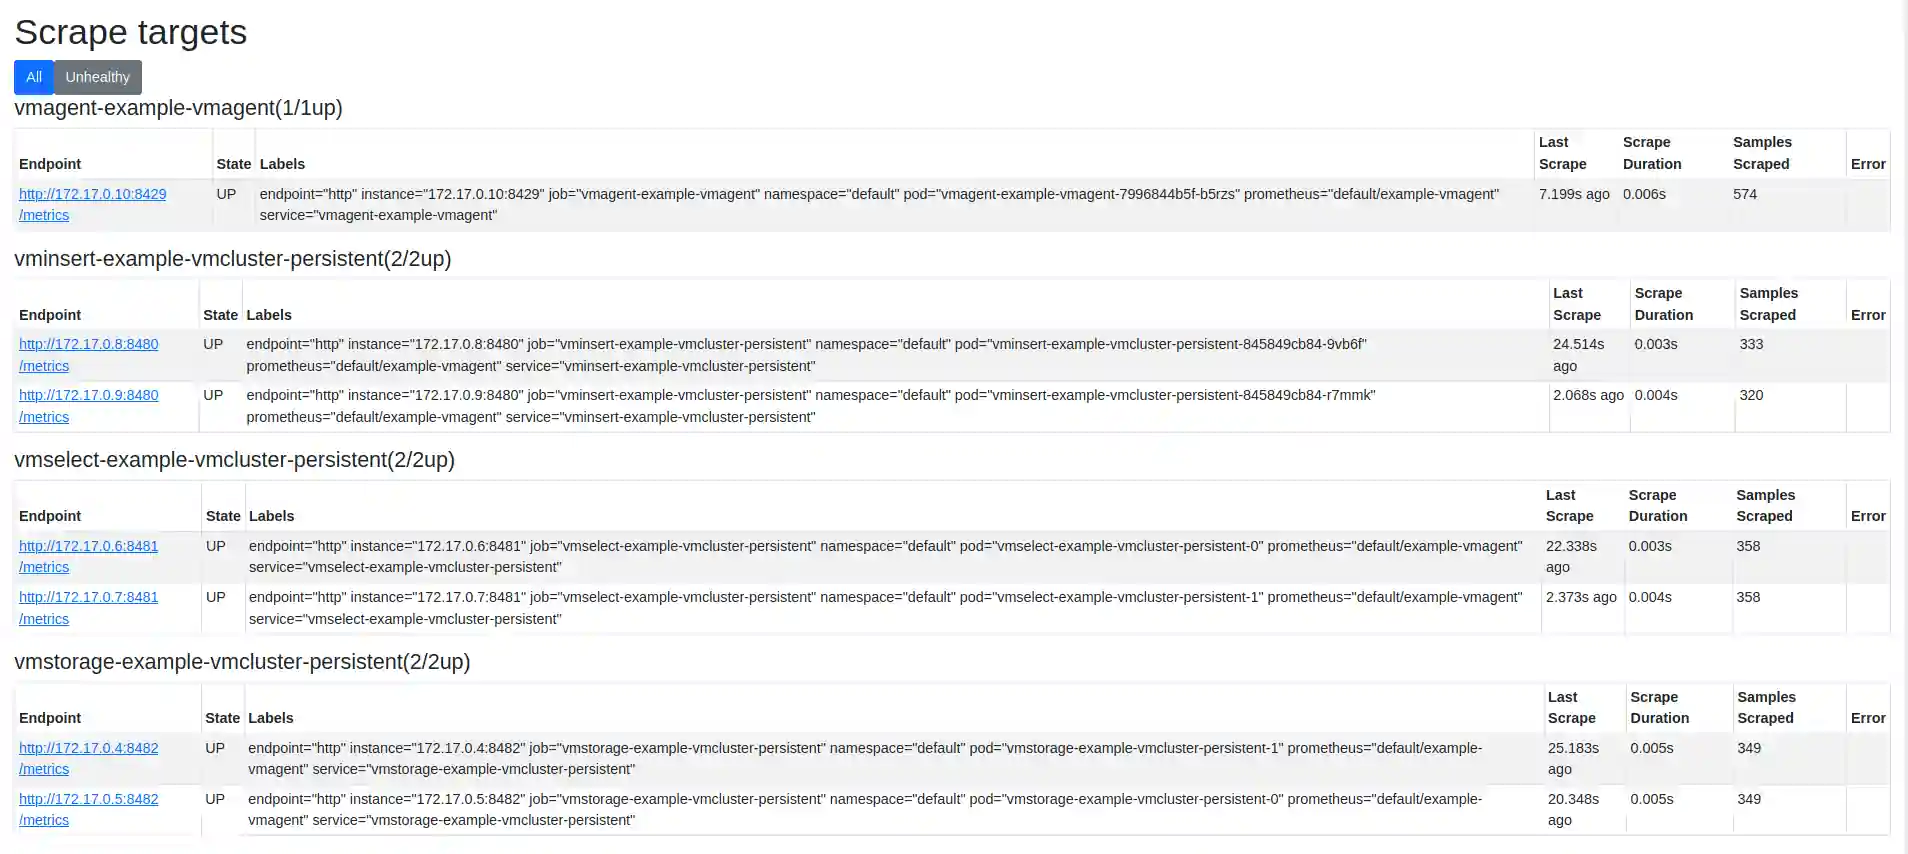 Scrape targets
All Unhealthy
vmagent-example-vmagent(1/1up)
Endpoint State Labels Last Scrape Scrape Duration Samples Scraped Error
http://172.17.0.10:8429 UP endpoint="http" instance="172.17.0.10:8429" job="vmagent-example-vmagent" namespace="default" pod="vmagent-example-vmagent-7996844b5f-b5rzs" prometheus="default/example-vmagent" 7.199s ago 0.006s 574
/metrics service="vmagent-example-vmagent"
vminsert-example-vmcluster-persistent(2/2up)
Endpoint State Labels Last Scrape Scrape Duration Samples Scraped Error
http://172.17.0.8:8480 UP endpoint="http" instance="172.17.0.8:8480" job="vminsert-example-vmcluster-persistent" namespace="default" pod="vminsert-example-vmcluster-persistent-845849cb84-9vb6f" 24.514s 0.003s 333
/metrics prometheus="default/example-vmagent" service="vminsert-example-vmcluster-persistent" ago
http://172.17.0.9:8480 UP endpoint="http" instance="172.17.0.9:8480" job="vminsert-example-vmcluster-persistent" namespace="default" pod="vminsert-example-vmcluster-persistent-845849cb84-r7mmk" 2.068s ago 0.004s 320
/metrics prometheus="default/example-vmagent" service="vminsert-example-vmcluster-persistent"
vmselect-example-vmcluster-persistent(2/2up)
Endpoint State Labels Last Scrape Scrape Duration Samples Scraped Error
http://172.17.0.6:8481 UP endpoint="http" instance="172.17.0.6:8481" job="vmselect-example-vmcluster-persistent" namespace="default" pod="vmselect-example-vmcluster-persistent-0" prometheus="default/example-vmagent" 22.338s 0.003s 358
/metrics service="vmselect-example-vmcluster-persistent" ago
http://172.17.0.7:8481 UP endpoint="http" instance="172.17.0.7:8481" job="vmselect-example-vmcluster-persistent" namespace="default" pod="vmselect-example-vmcluster-persistent-1" prometheus="default/example-vmagent" 2.373s ago 0.004s 358
/metrics service="vmselect-example-vmcluster-persistent"
vmstorage-example-vmcluster-persistent(2/2up)
Endpoint State Labels Last Scrape Scrape Duration Samples Scraped Error
http://172.17.0.4:8482 UP endpoint="http" instance="172.17.0.4:8482" job="vmstorage-example-vmcluster-persistent" namespace="default" pod="vmstorage-example-vmcluster-persistent-1" prometheus="default/example- 25.183s 0.005s 349
/metrics vmagent" service="vmstorage-example-vmcluster-persistent" ago
http://172.17.0.5:8482 UP endpoint="http" instance="172.17.0.5:8482" job="vmstorage-example-vmcluster-persistent" namespace="default" pod="vmstorage-example-vmcluster-persistent-0" prometheus="default/example- 20.348s 0.005s 349
/metrics vmagent" service="vmstorage-example-vmcluster-persistent" ago